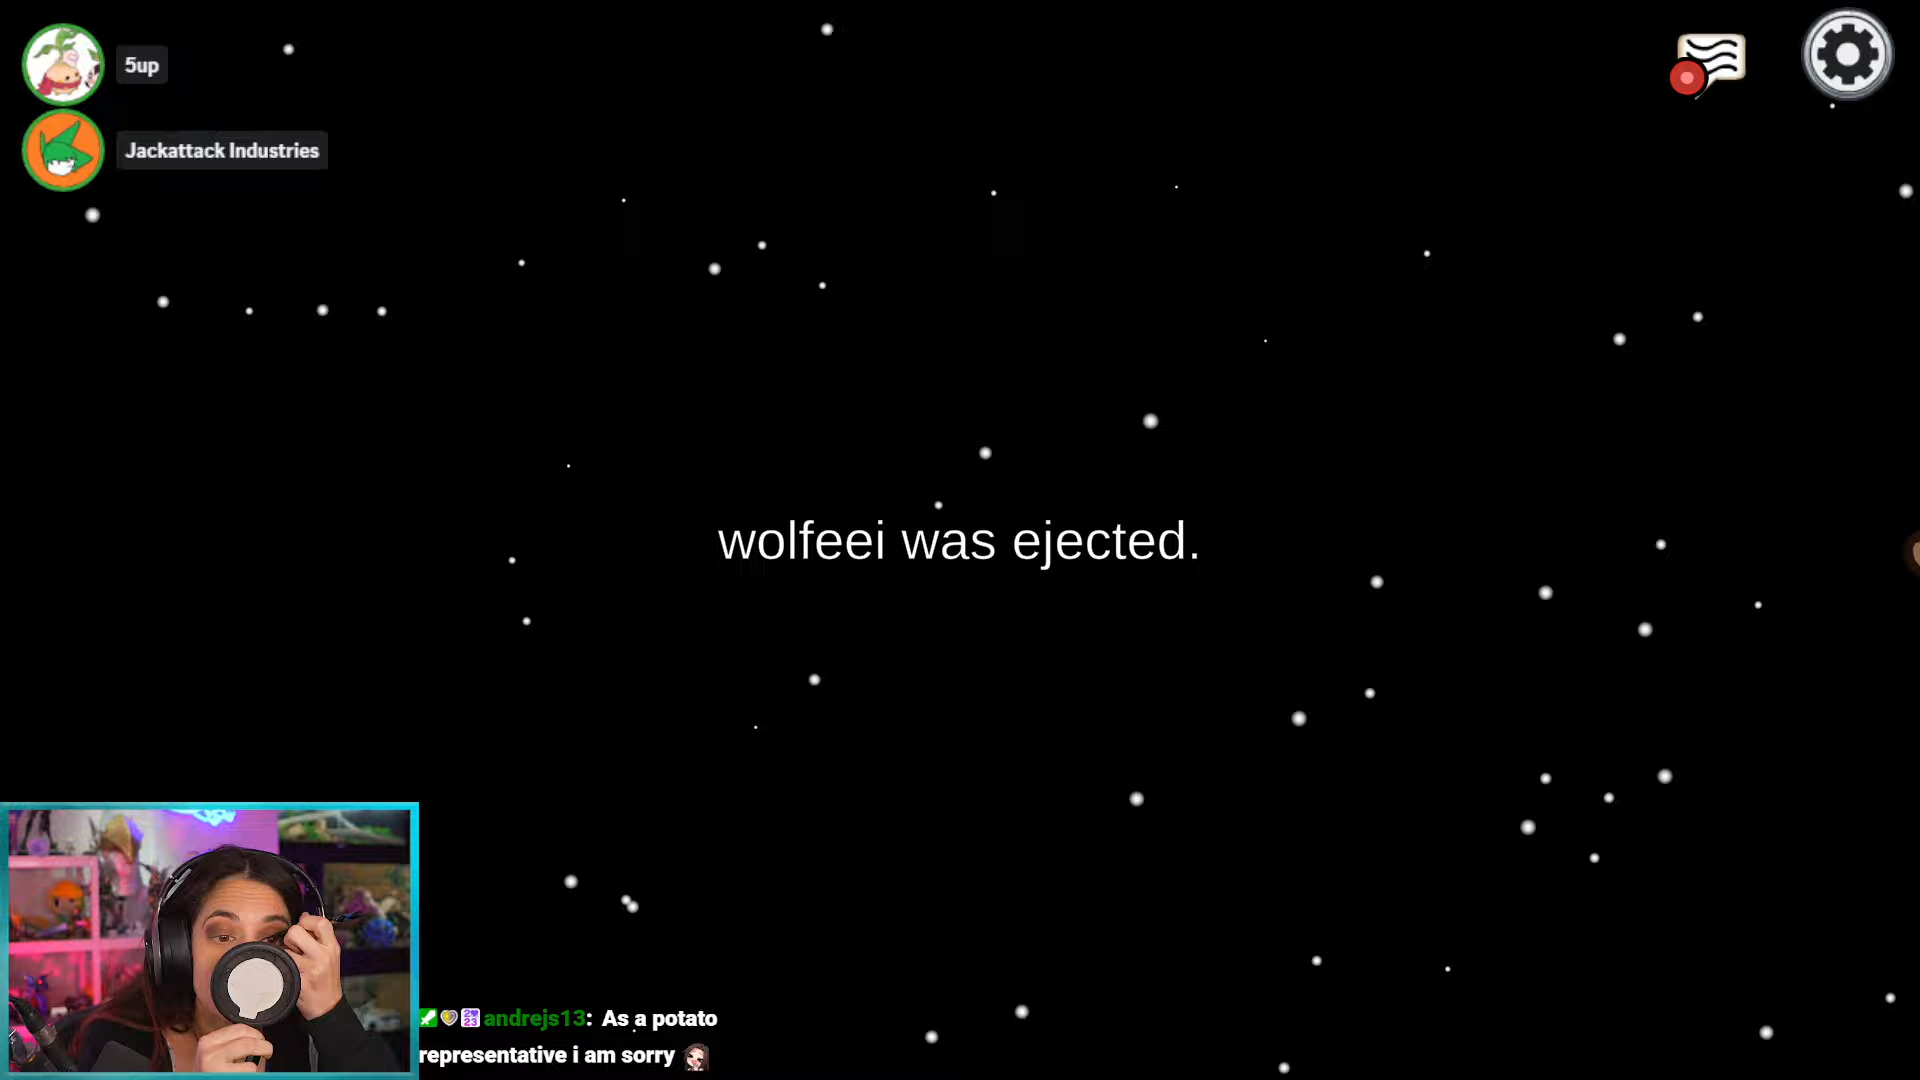 5up
Jackattack Industries
wolfeei was ejected.
andrejs13: As a potato
representative i am sorry